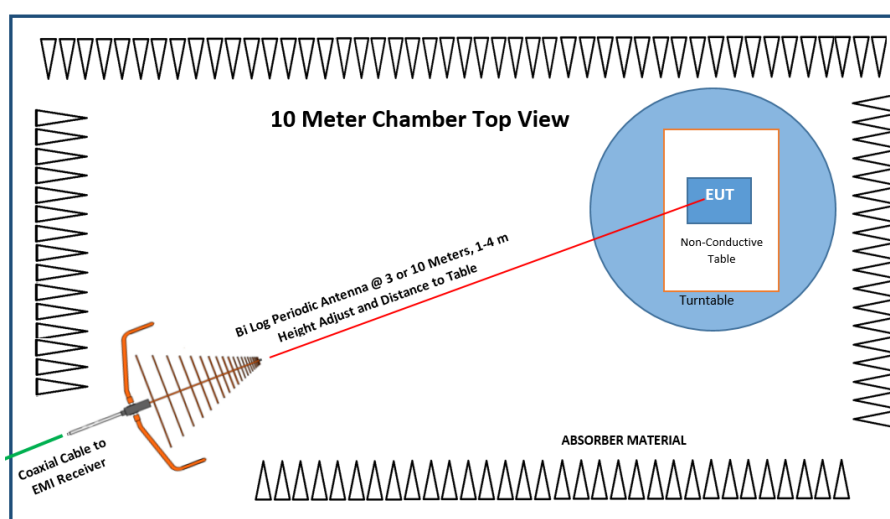 10 Meter Chamber Top View
EUT
Non-Conductive
Table
Turntable
Bi Log Periodic Antenna @ 3 or 10 Meters, 1-4 m
Height Adjust and Distance to Table
ABSORBER MATERIAL
Coaxial Cable to
EMI Receiver